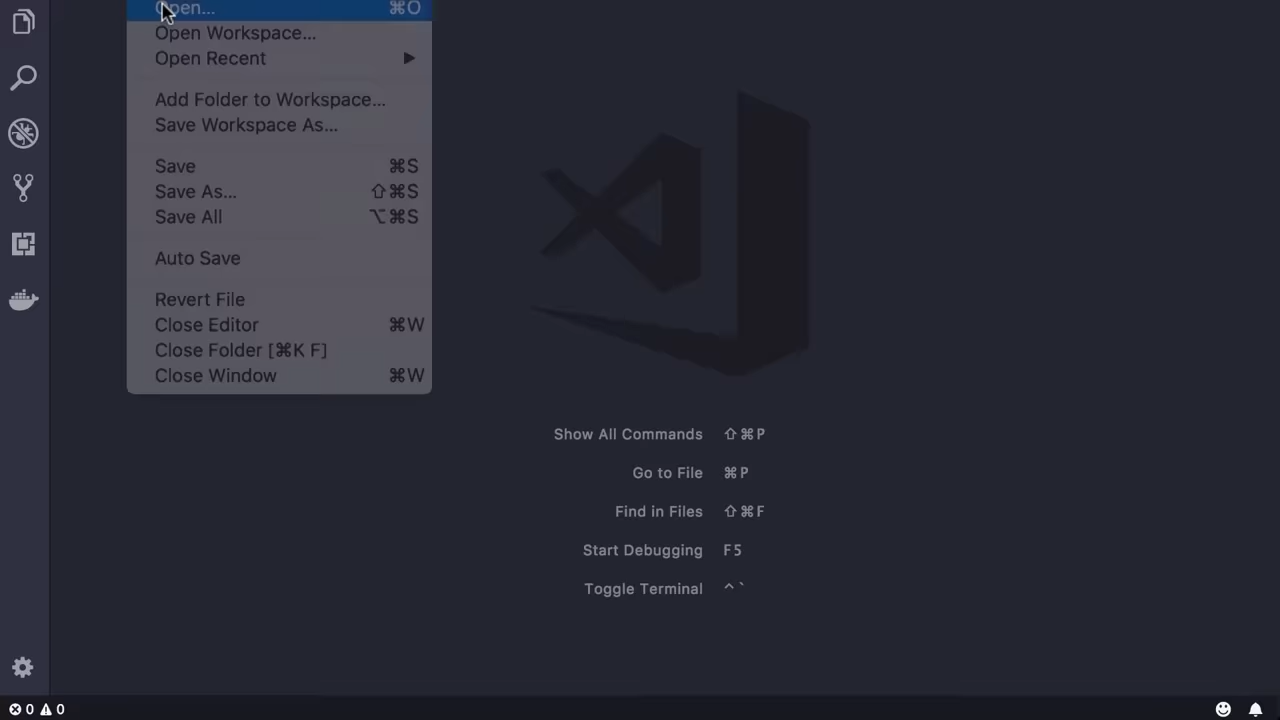 Open... ⌘O
Open Workspace...
Open Recent ▶
Add Folder to Workspace...
Save Workspace As...
Save ⌘S
Save As... ⇧⌘S
Save All ⌥⌘S
Auto Save
Revert File
Close Editor ⌘W
Close Folder [⌘K F]
Close Window ⌘W
Show All Commands ⇧⌘P
Go to File ⌘P
Find in Files ⇧⌘F
Start Debugging F5
Toggle Terminal ^`
0 0